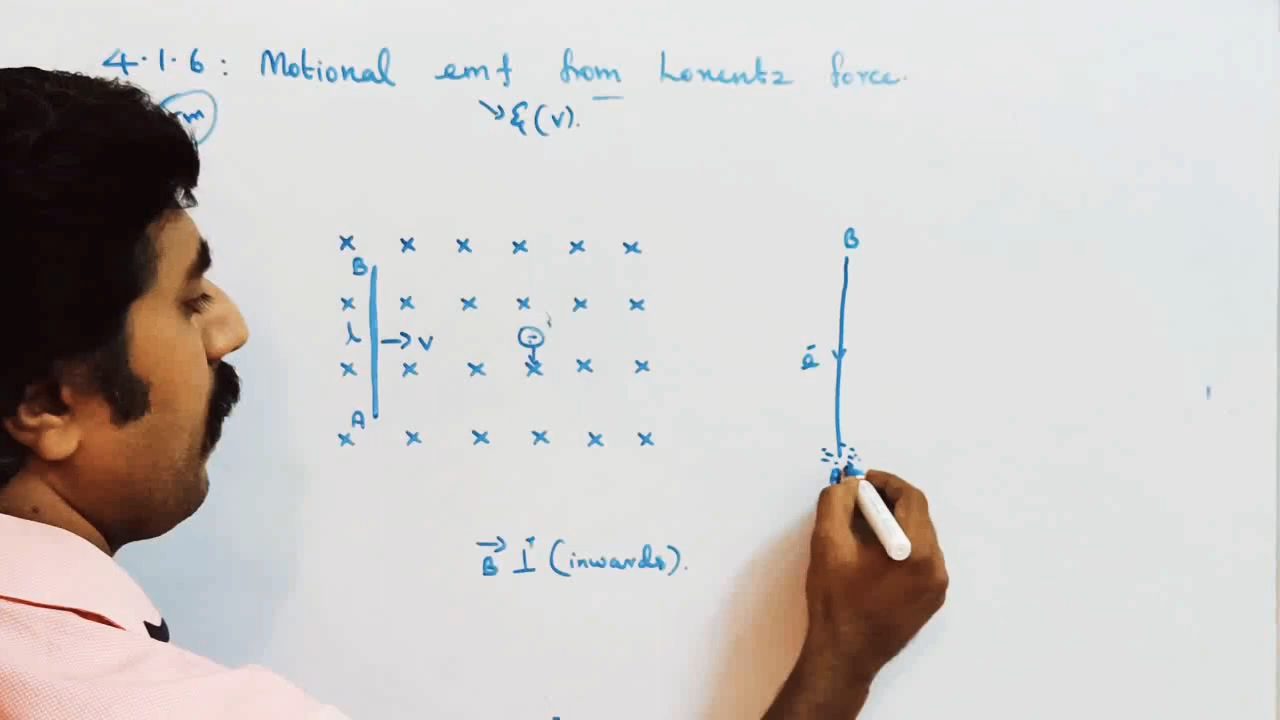 4.1.6: Motional emf from Lorentz force.
→ξ(v).
x x x x x x
B
B
x x x x x x
l → v
x x x x x x
A
x x x x x x
B ⊥ (inwards).